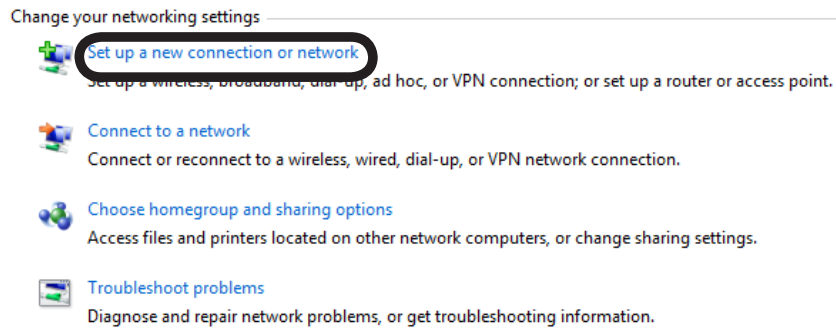 Change your networking settings
Set up a new connection or network
Set up a wireless, broadband, dial-up, ad hoc, or VPN connection; or set up a router or access point.
Connect to a network
Connect or reconnect to a wireless, wired, dial-up, or VPN network connection.
Choose homegroup and sharing options
Access files and printers located on other network computers, or change sharing settings.
Troubleshoot problems
Diagnose and repair network problems, or get troubleshooting information.